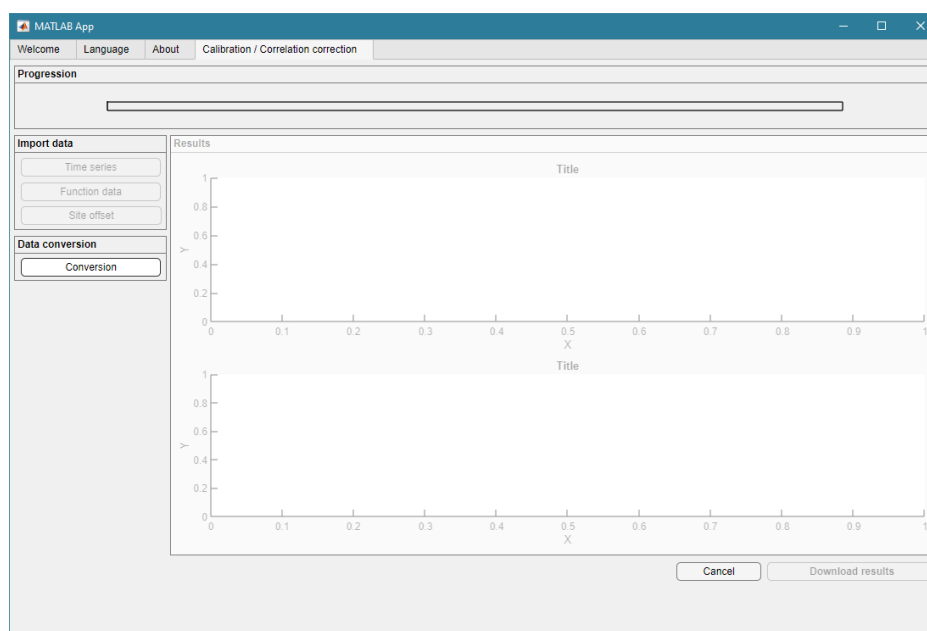 MATLAB App
Welcome Language About Calibration / Correlation correction
Progression
Import data
Time series
Function data
Site offset
Data conversion
Conversion
Results
Title
1
0.8
0.6
0.4
0.2
0
Y
0 0.1 0.2 0.3 0.4 0.5 0.6 0.7 0.8 0.9 1
X
Title
1
0.8
0.6
0.4
0.2
0
Y
0 0.1 0.2 0.3 0.4 0.5 0.6 0.7 0.8 0.9 1
X
Cancel Download results